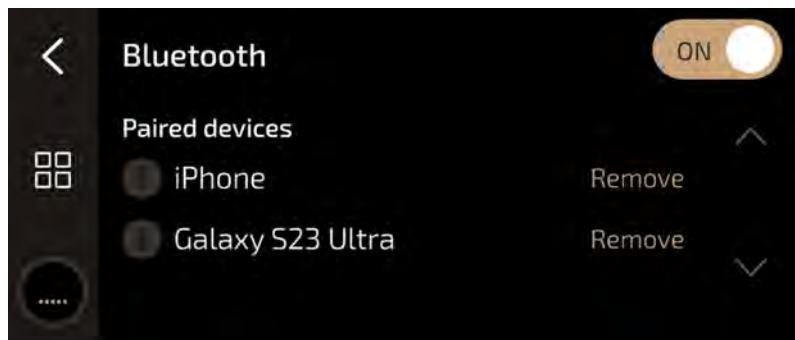 Bluetooth ON
Paired devices
iPhone Remove
Galaxy S23 Ultra Remove
.....